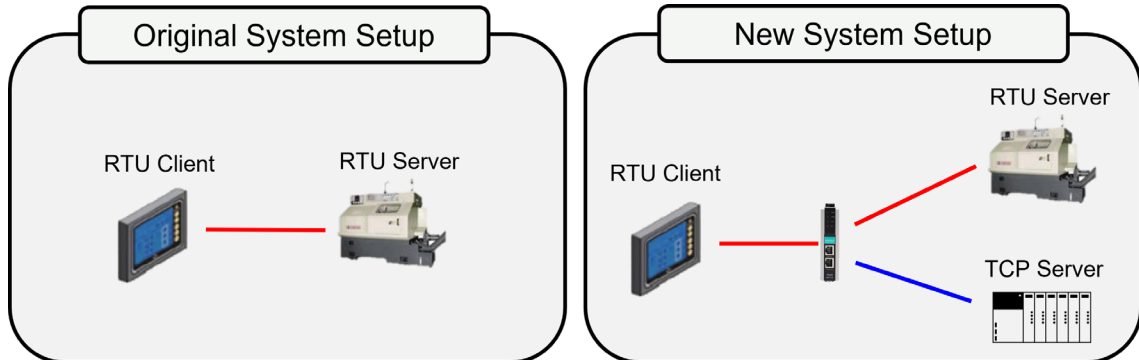 Original System Setup
RTU Client
RTU Server
New System Setup
RTU Client
RTU Server
TCP Server